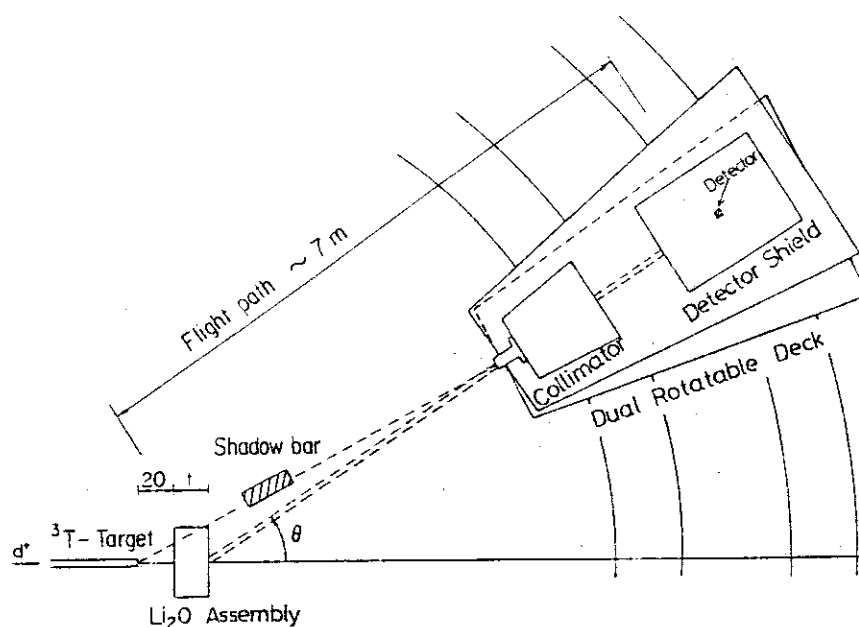 Detector
Flight path ~ 7 m
Detector Shield
Collimator
Dual Rotatable Deck
Shadow bar
20 t
θ
³T-Target
d⁺
Li₂O Assembly